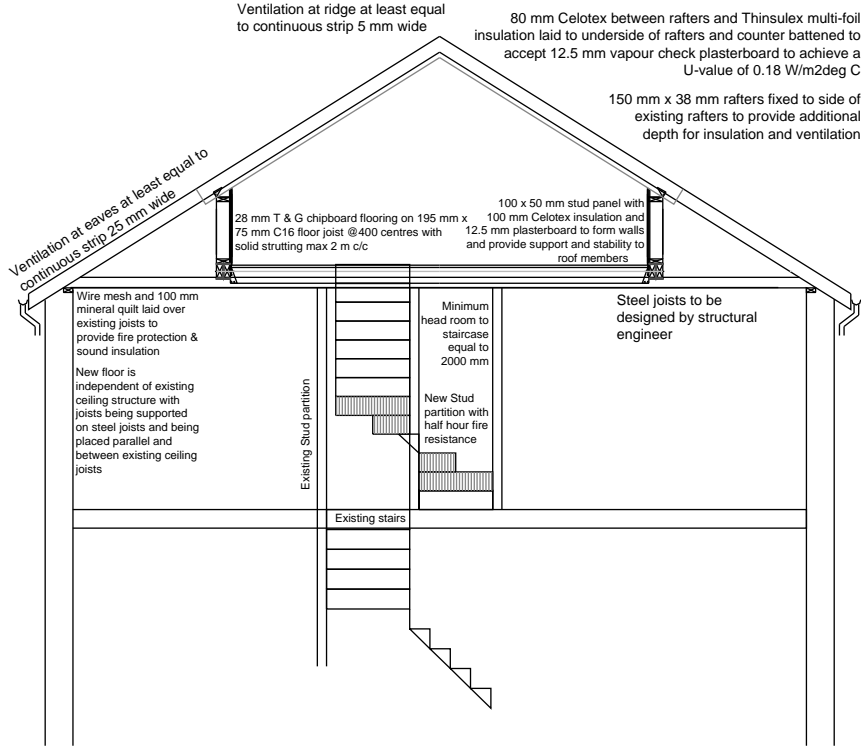 Ventilation at ridge at least equal
to continuous strip 5 mm wide
80 mm Celotex between rafters and Thinsulex multi-foil
insulation laid to underside of rafters and counter battened to
accept 12.5 mm vapour check plasterboard to achieve a
U-value of 0.18 W/m2deg C
150 mm x 38 mm rafters fixed to side of
existing rafters to provide additional
depth for insulation and ventilation
Ventilation at eaves at least equal to
continuous strip 25 mm wide
28 mm T & G chipboard flooring on 195 mm x
75 mm C16 floor joist @400 centres with
solid strutting max 2 m c/c
100 x 50 mm stud panel with
100 mm Celotex insulation and
12.5 mm plasterboard to form walls
and provide support and stability to
roof members
Wire mesh and 100 mm
mineral quilt laid over
existing joists to
provide fire protection &
sound insulation
New floor is
independent of existing
ceiling structure with
joists being supported
on steel joists and being
placed parallel and
between existing ceiling
joists
Existing Stud partition
Minimum
head room to
staircase
equal to
2000 mm
New Stud
partition with
half hour fire
resistance
Steel joists to be
designed by structural
engineer
Existing stairs